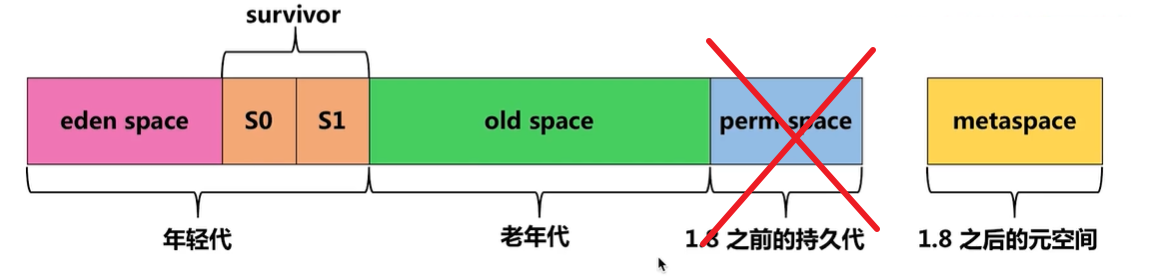 survivor
eden space
S0
S1
old space
perm space
metaspace
年轻代
老年代
1.8 之前的持久代
1.8 之后的元空间